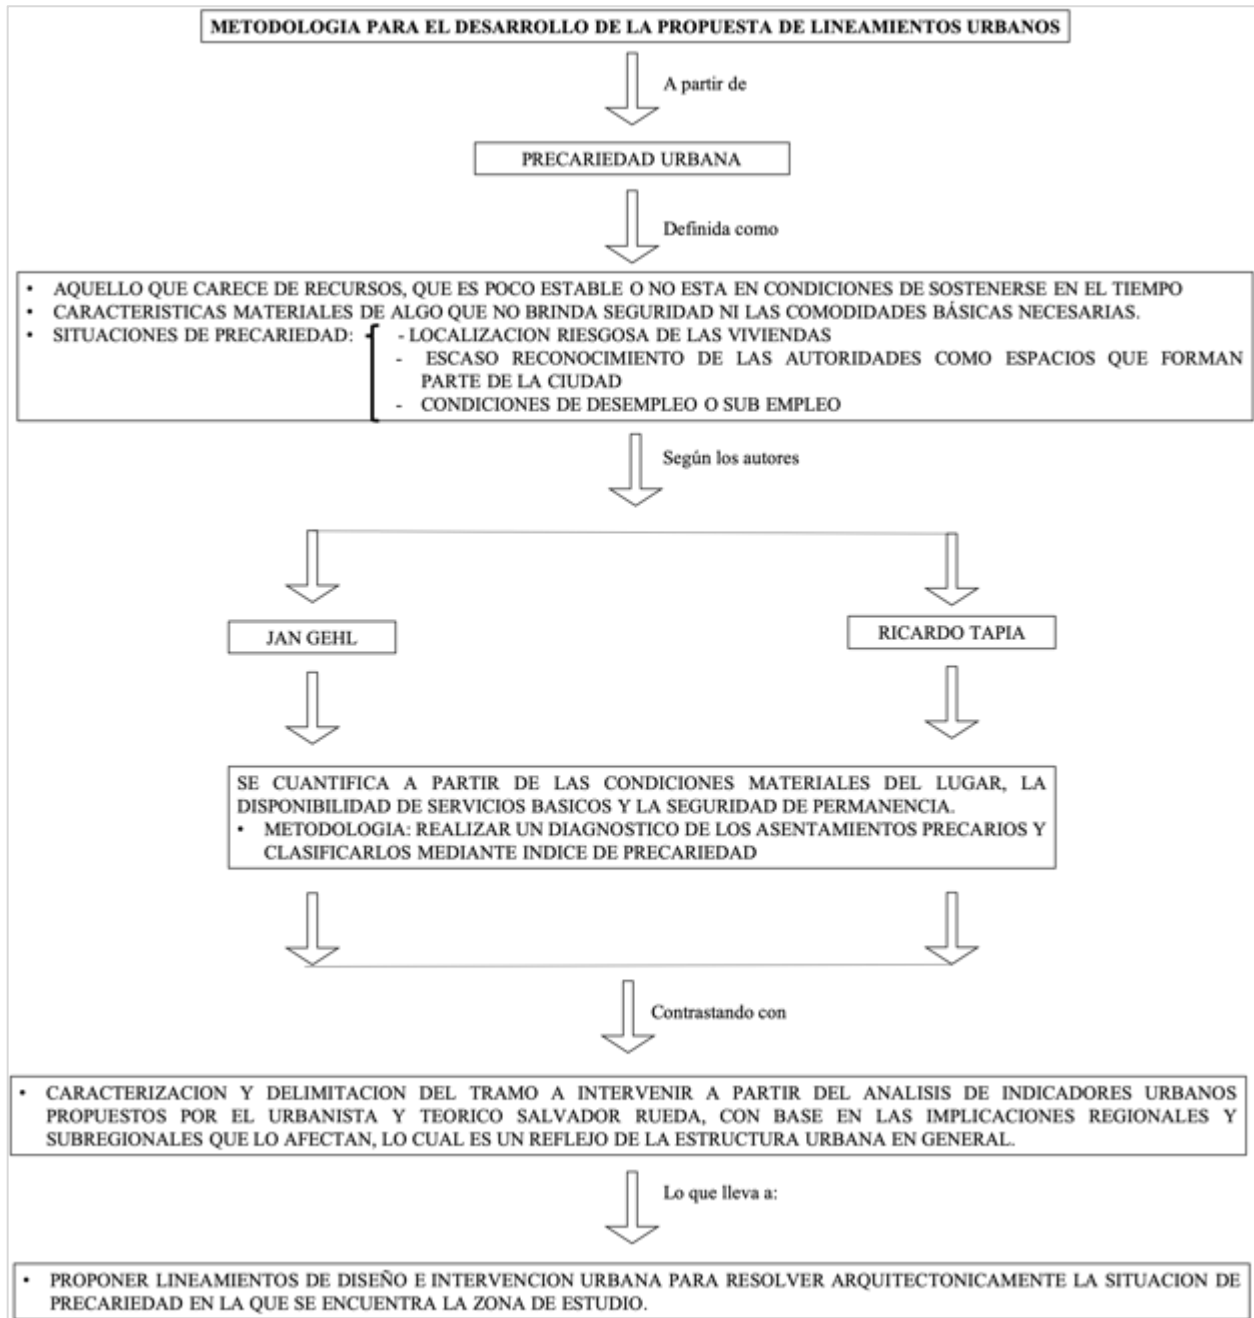 METODOLOGIA PARA EL DESARROLLO DE LA PROPUESTA DE LINEAMIENTOS URBANOS
A partir de
PRECARIEDAD URBANA
Definida como
• AQUELLO QUE CARECE DE RECURSOS, QUE ES POCO ESTABLE O NO ESTA EN CONDICIONES DE SOSTENERSE EN EL TIEMPO
• CARACTERISTICAS MATERIALES DE ALGO QUE NO BRINDA SEGURIDAD NI LAS COMODIDADES BÁSICAS NECESARIAS.
• SITUACIONES DE PRECARIEDAD: - LOCALIZACION RIESGOSA DE LAS VIVIENDAS
- ESCASO RECONOCIMIENTO DE LAS AUTORIDADES COMO ESPACIOS QUE FORMAN
PARTE DE LA CIUDAD
- CONDICIONES DE DESEMPLEO O SUB EMPLEO
Según los autores
JAN GEHL
RICARDO TAPIA
SE CUANTIFICA A PARTIR DE LAS CONDICIONES MATERIALES DEL LUGAR, LA
DISPONIBILIDAD DE SERVICIOS BASICOS Y LA SEGURIDAD DE PERMANENCIA.
• METODOLOGIA: REALIZAR UN DIAGNOSTICO DE LOS ASENTAMIENTOS PRECARIOS Y
CLASIFICARLOS MEDIANTE INDICE DE PRECARIEDAD
Contrastando con
• CARACTERIZACION Y DELIMITACION DEL TRAMO A INTERVENIR A PARTIR DEL ANALISIS DE INDICADORES URBANOS
PROPUESTOS POR EL URBANISTA Y TEORICO SALVADOR RUEDA, CON BASE EN LAS IMPLICACIONES REGIONALES Y
SUBREGIONALES QUE LO AFECTAN, LO CUAL ES UN REFLEJO DE LA ESTRUCTURA URBANA EN GENERAL.
Lo que lleva a:
• PROPONER LINEAMIENTOS DE DISEÑO E INTERVENCION URBANA PARA RESOLVER ARQUITECTONICAMENTE LA SITUACION DE
PRECARIEDAD EN LA QUE SE ENCUENTRA LA ZONA DE ESTUDIO.